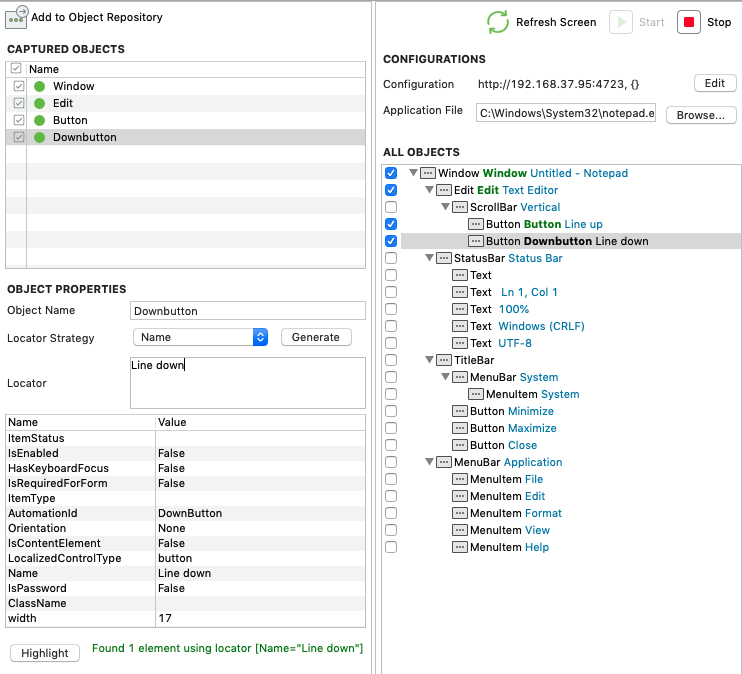 Add to Object Repository
CAPTURED OBJECTS
Name
Window
Edit
Button
Downbutton
OBJECT PROPERTIES
Object Name Downbutton
Locator Strategy Name Generate
Locator Line down
Name Value
ItemStatus
IsEnabled False
HasKeyboardFocus False
IsRequiredForForm False
ItemType
AutomationId DownButton
Orientation None
IsContentElement False
LocalizedControlType button
Name Line down
IsPassword False
ClassName
width 17
Highlight Found 1 element using locator [Name="Line down"]
Refresh Screen Start Stop
CONFIGURATIONS
Configuration http://192.168.37.95:4723, {} Edit
Application File C:\Windows\System32\notepad.e Browse...
ALL OBJECTS
Window Window Untitled - Notepad
Edit Edit Text Editor
ScrollBar Vertical
Button Button Line up
Button Downbutton Line down
StatusBar Status Bar
Text
Text Ln 1, Col 1
Text 100%
Text Windows (CRLF)
Text UTF-8
TitleBar
MenuBar System
MenuItem System
Button Minimize
Button Maximize
Button Close
MenuBar Application
MenuItem File
MenuItem Edit
MenuItem Format
MenuItem View
MenuItem Help